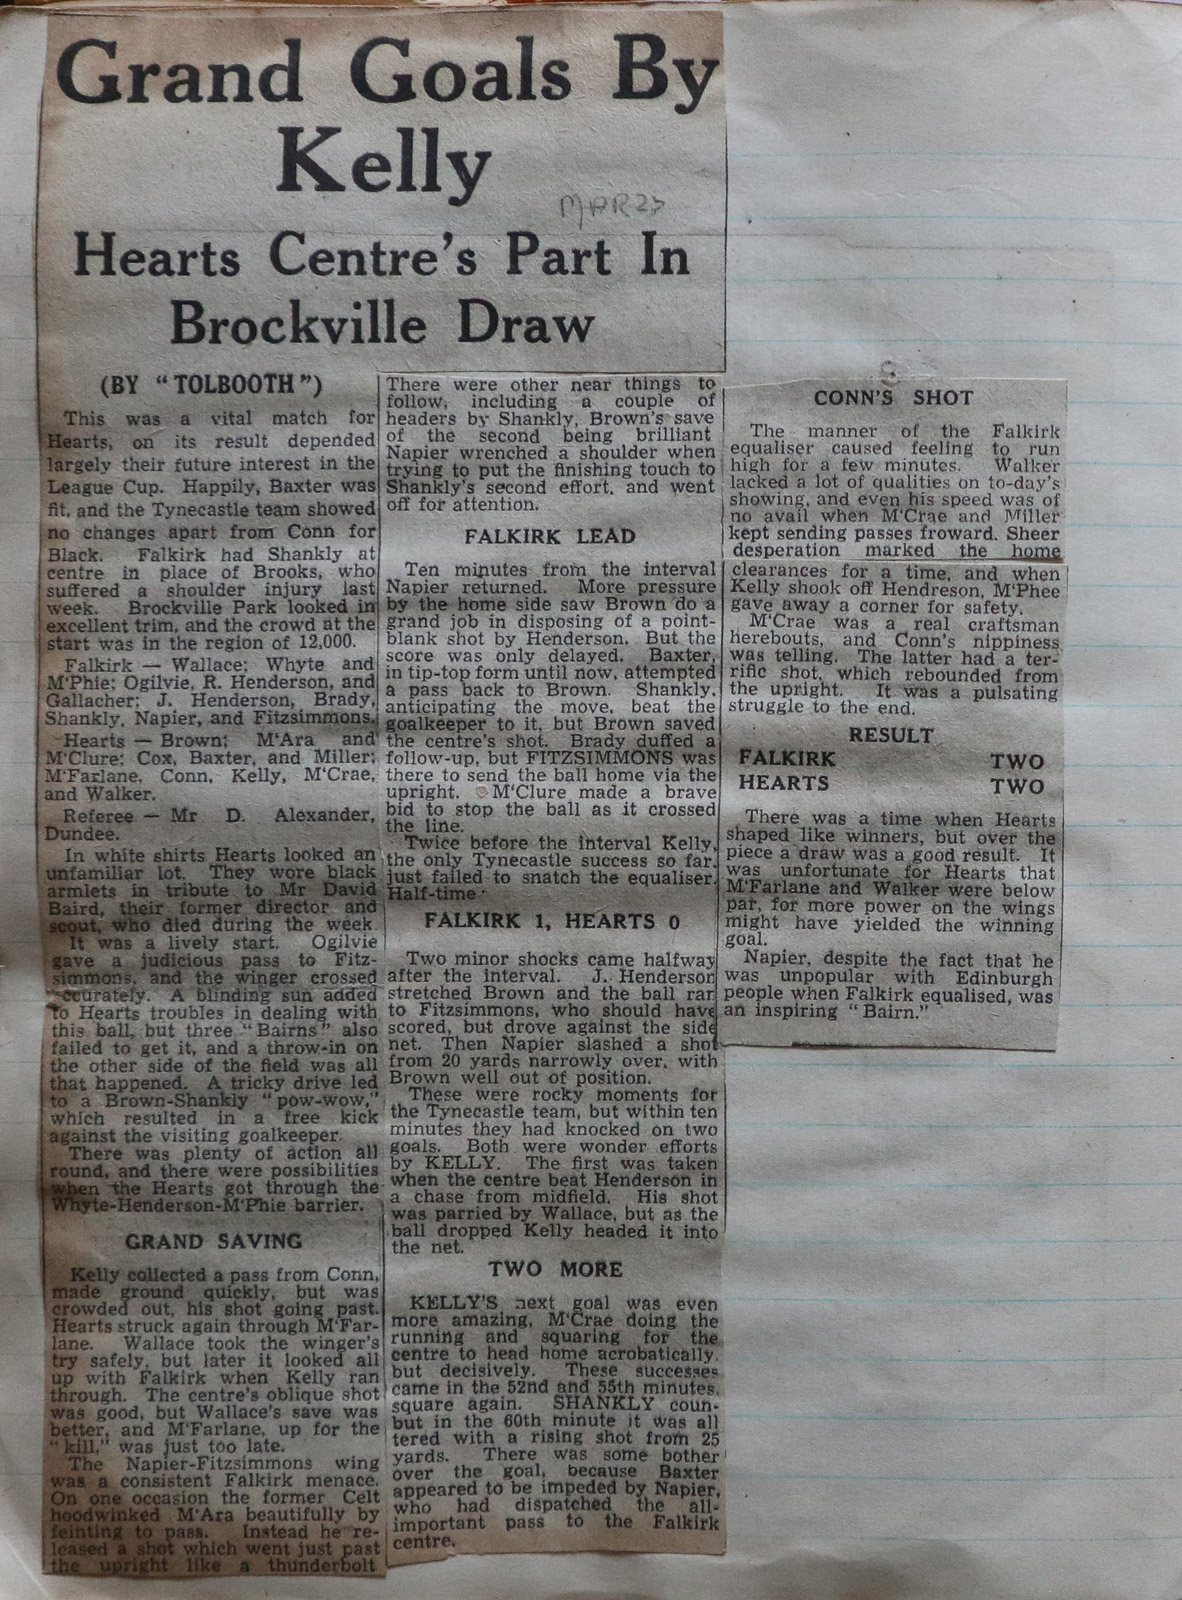 Grand Goals By
Kelly
MAR 23
Hearts Centre's Part In
Brockville Draw
(BY "TOLBOOTH")
This was a vital match for
Hearts, on its result depended
largely their future interest in the
League Cup. Happily, Baxter was
fit, and the Tynecastle team showed
no changes apart from Conn for
Black. Falkirk had Shankly at
centre in place of Brooks, who
suffered a shoulder injury last
week. Brockville Park looked in
excellent trim, and the crowd at the
start was in the region of 12,000.
Falkirk — Wallace; Whyte and
M'Phie; Ogilvie, R. Henderson, and
Gallacher; J. Henderson, Brady,
Shankly, Napier, and Fitzsimmons.
Hearts — Brown; M'Ara and
M'Clure; Cox, Baxter, and Miller;
M'Farlane, Conn, Kelly, M'Crae,
and Walker.
Referee — Mr D. Alexander,
Dundee.
In white shirts Hearts looked an
unfamiliar lot. They wore black
armlets in tribute to Mr David
Baird, their former director and
scout, who died during the week.
It was a lively start. Ogilvie
gave a judicious pass to Fitz-
simmons, and the winger crossed
accurately. A blinding sun added
to Hearts troubles in dealing with
this ball, but three "Bairns" also
failed to get it, and a throw-in on
the other side of the field was all
that happened. A tricky drive led
to a Brown-Shankly "pow-wow,"
which resulted in a free kick
against the visiting goalkeeper.
There was plenty of action all
round, and there were possibilities
when the Hearts got through the
Whyte-Henderson-M'Phie barrier.
GRAND SAVING
Kelly collected a pass from Conn,
made ground quickly, but was
crowded out, his shot going past.
Hearts struck again through M'Far-
lane. Wallace took the winger's
try safely, but later it looked all
up with Falkirk when Kelly ran
through. The centre's oblique shot
was good, but Wallace's save was
better, and M'Farlane, up for the
"kill," was just too late.
The Napier-Fitzsimmons wing
was a consistent Falkirk menace.
On one occasion the former Celt
hoodwinked M'Ara beautifully by
feinting to pass. Instead he re-
leased a shot which went just past
the upright like a thunderbolt
There were other near things to
follow, including a couple of
headers by Shankly, Brown's save
of the second being brilliant
Napier wrenched a shoulder when
trying to put the finishing touch to
Shankly's second effort, and went
off for attention.
FALKIRK LEAD
Ten minutes from the interval
Napier returned. More pressure
by the home side saw Brown do a
grand job in disposing of a point-
blank shot by Henderson. But the
score was only delayed. Baxter,
in tip-top form until now, attempted
a pass back to Brown. Shankly,
anticipating the move, beat the
goalkeeper to it, but Brown saved
the centre's shot. Brady duffed a
follow-up, but FITZSIMMONS was
there to send the ball home via the
upright. M'Clure made a brave
bid to stop the ball as it crossed
the line.
Twice before the interval Kelly,
the only Tynecastle success so far,
just failed to snatch the equaliser.
Half-time:
FALKIRK 1, HEARTS 0
Two minor shocks came halfway
after the interval. J. Henderson
stretched Brown and the ball ran
to Fitzsimmons, who should have
scored, but drove against the side
net. Then Napier slashed a shot
from 20 yards narrowly over, with
Brown well out of position.
These were rocky moments for
the Tynecastle team, but within ten
minutes they had knocked on two
goals. Both were wonder efforts
by KELLY. The first was taken
when the centre beat Henderson in
a chase from midfield. His shot
was parried by Wallace, but as the
ball dropped Kelly headed it into
the net.
TWO MORE
KELLY'S next goal was even
more amazing, M'Crae doing the
running and squaring for the
centre to head home acrobatically,
but decisively. These successes
came in the 52nd and 55th minutes,
square again. SHANKLY coun-
but in the 60th minute it was all
tered with a rising shot from 25
yards. There was some bother
over the goal, because Baxter
appeared to be impeded by Napier,
who had dispatched the all-
important pass to the Falkirk
centre.
CONN'S SHOT
The manner of the Falkirk
equaliser caused feeling to run
high for a few minutes. Walker
lacked a lot of qualities on to-day's
showing, and even his speed was of
no avail when M'Crae and Miller
kept sending passes froward. Sheer
desperation marked the home
clearances for a time, and when
Kelly shook off Hendreson, M'Phee
gave away a corner for safety.
M'Crae was a real craftsman
herebouts, and Conn's nippiness
was telling. The latter had a ter-
rific shot, which rebounded from
the upright. It was a pulsating
struggle to the end.
RESULT
FALKIRK TWO
HEARTS TWO
There was a time when Hearts
shaped like winners, but over the
piece a draw was a good result. It
was unfortunate for Hearts that
M'Farlane and Walker were below
par, for more power on the wings
might have yielded the winning
goal.
Napier, despite the fact that he
was unpopular with Edinburgh
people when Falkirk equalised, was
an inspiring "Bairn."